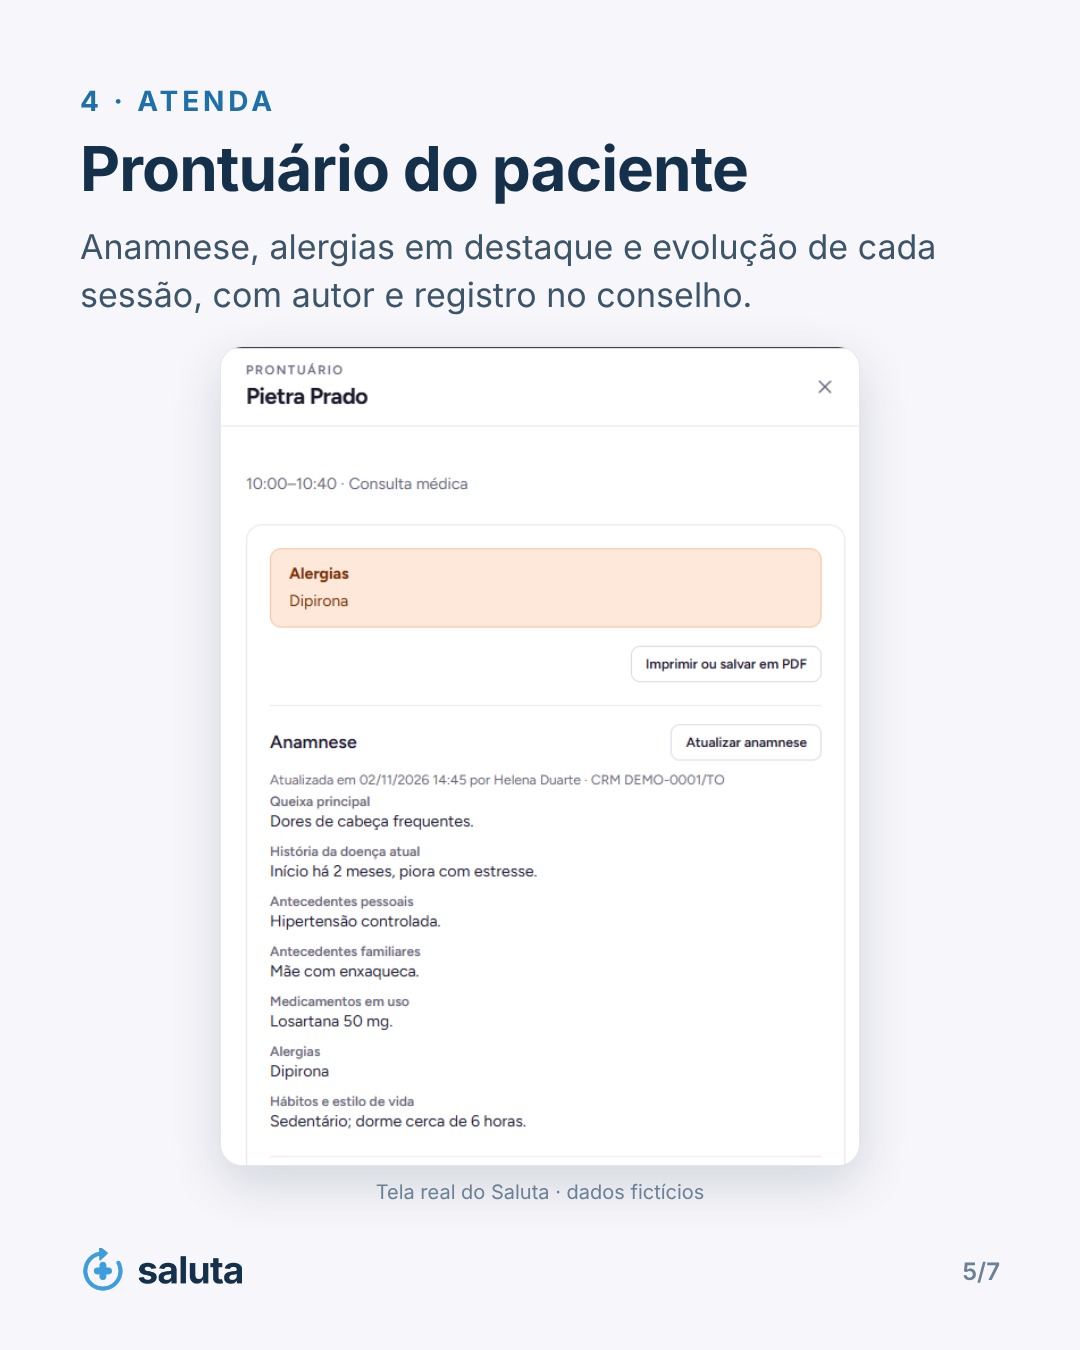 4 · ATENDA
Prontuário do paciente
Anamnese, alergias em destaque e evolução de cada
sessão, com autor e registro no conselho.
PRONTUÁRIO
Pietra Prado
10:00–10:40 · Consulta médica
Alergias
Dipirona
Imprimir ou salvar em PDF
Anamnese
Atualizar anamnese
Atualizada em 02/11/2026 14:45 por Helena Duarte · CRM DEMO-0001/TO
Queixa principal
Dores de cabeça frequentes.
História da doença atual
Início há 2 meses, piora com estresse.
Antecedentes pessoais
Hipertensão controlada.
Antecedentes familiares
Mãe com enxaqueca.
Medicamentos em uso
Losartana 50 mg.
Alergias
Dipirona
Hábitos e estilo de vida
Sedentário; dorme cerca de 6 horas.
Tela real do Saluta · dados fictícios
saluta
5/7